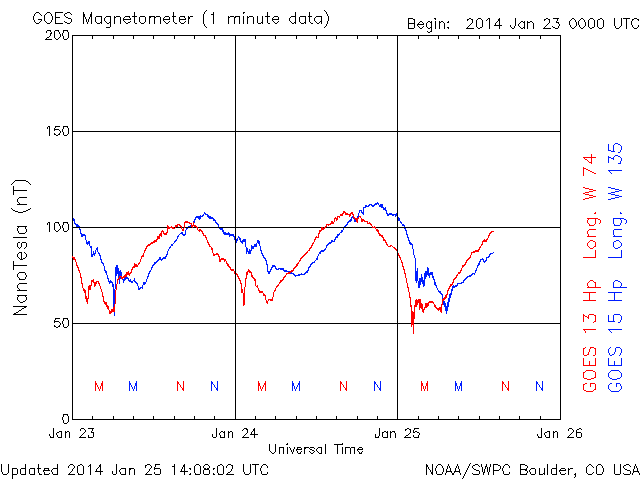 GOES Magnetometer (1 minute data)
Begin: 2014 Jan 23 0000 UTC
200
150
100
50
0
NanoTesla (nT)
M M N N M M N N M M N N
Jan 23 Jan 24 Jan 25 Jan 26
Universal Time
GOES 13 Hp Long. W 74
GOES 15 Hp Long. W 135
Updated 2014 Jan 25 14:08:02 UTC
NOAA/SWPC Boulder, CO USA